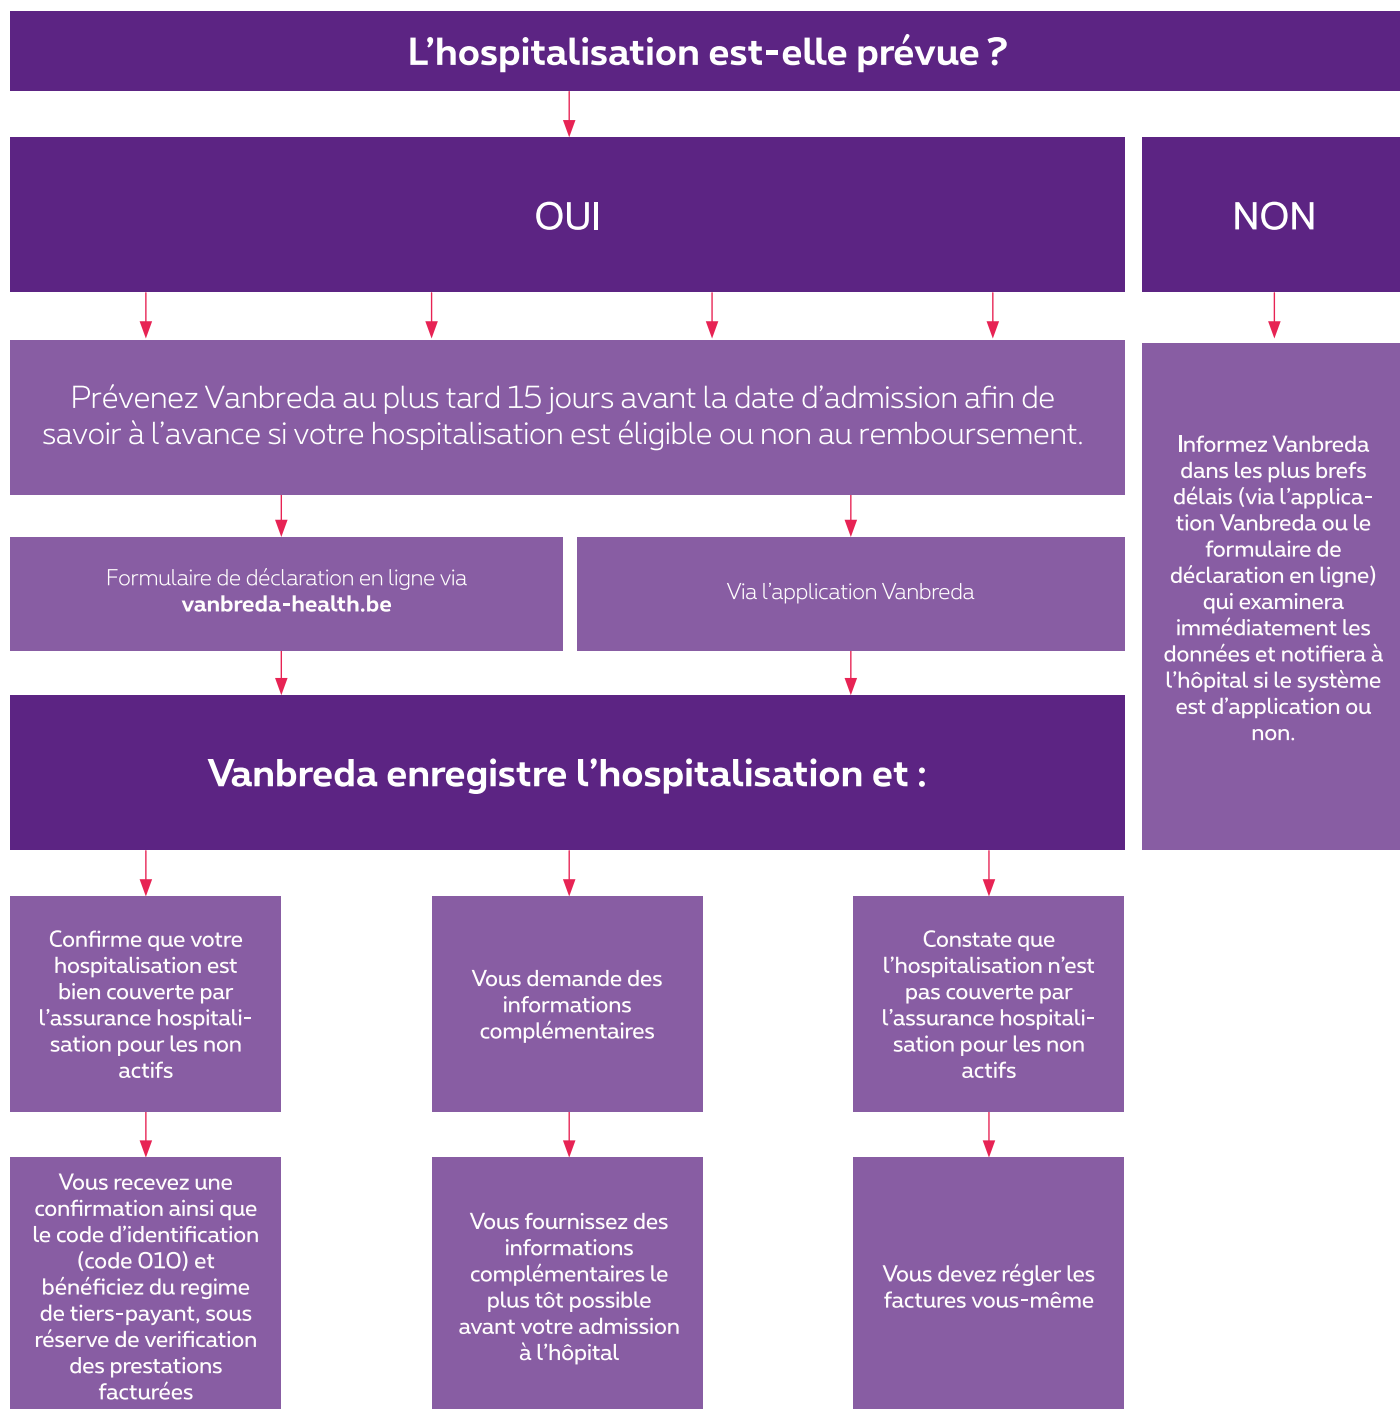 L'hospitalisation est-elle prévue ?
OUI
NON
Prévenez Vanbreda au plus tard 15 jours avant la date d'admission afin de
savoir à l'avance si votre hospitalisation est éligible ou non au remboursement.
Informez Vanbreda
dans les plus brefs
délais (via l'applica-
tion Vanbreda ou le
formulaire de
déclaration en ligne)
qui examinera
immédiatement les
données et notifiera à
l'hôpital si le système
est d'application ou
non.
Formulaire de déclaration en ligne via
vanbreda-health.be
Via l'application Vanbreda
Vanbreda enregistre l'hospitalisation et :
Confirme que votre
hospitalisation est
bien couverte par
l'assurance hospitali-
sation pour les non
actifs
Vous demande des
informations
complémentaires
Constate que
l'hospitalisation n'est
pas couverte par
l'assurance hospitali-
sation pour les non
actifs
Vous recevez une
confirmation ainsi que
le code d'identification
(code 010) et
bénéficiez du regime
de tiers-payant, sous
réserve de verification
des prestations
facturées
Vous fournissez des
informations
complémentaires le
plus tôt possible
avant votre admission
à l'hôpital
Vous devez régler les
factures vous-même